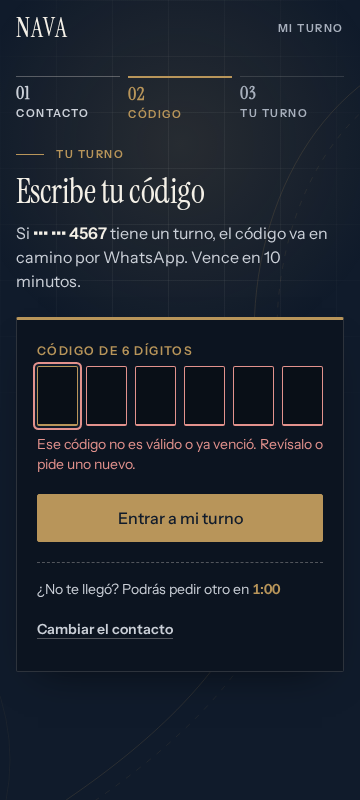 NAVA
MI TURNO
01
CONTACTO
02
CÓDIGO
03
TU TURNO
TU TURNO
Escribe tu código
Si ••• ••• 4567 tiene un turno, el código va en
camino por WhatsApp. Vence en 10
minutos.
CÓDIGO DE 6 DÍGITOS
Ese código no es válido o ya venció. Revísalo o
pide uno nuevo.
Entrar a mi turno
¿No te llegó? Podrás pedir otro en 1:00
Cambiar el contacto